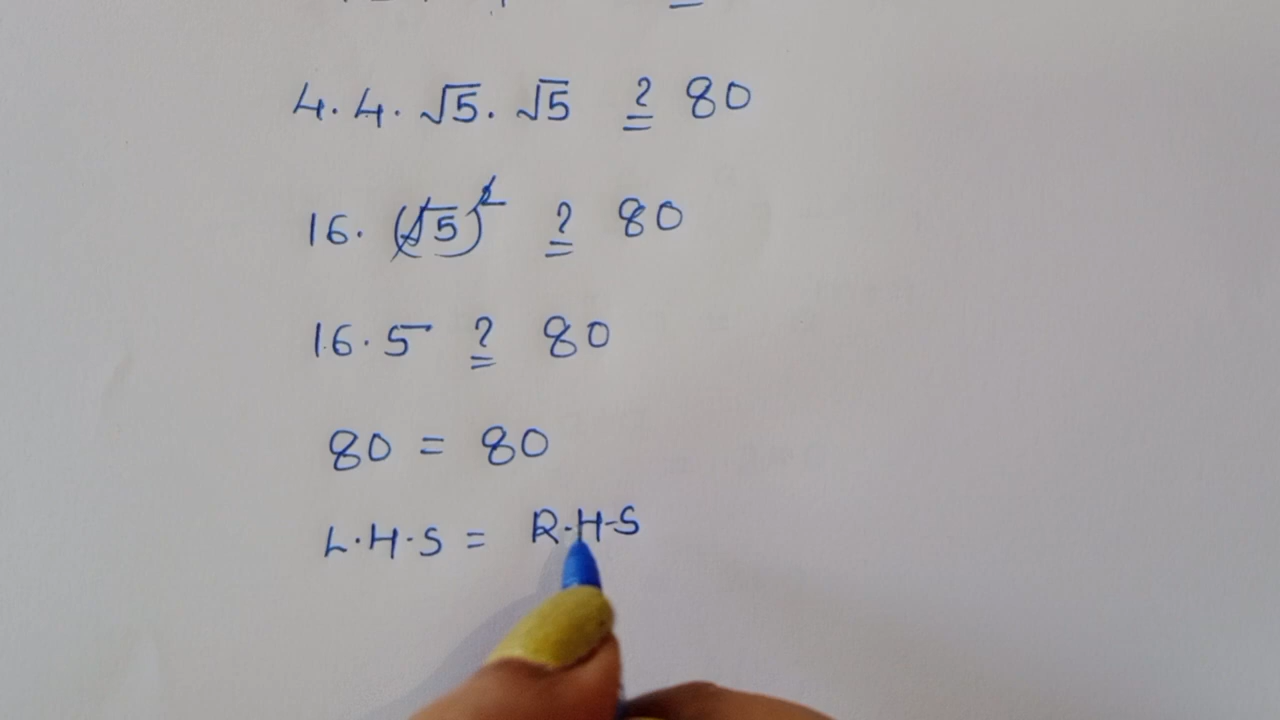 4.4.√5.√5 ≟ 80
16.(√5)² ≟ 80
16.5 ≟ 80
80 = 80
L.H.S = R.H.S